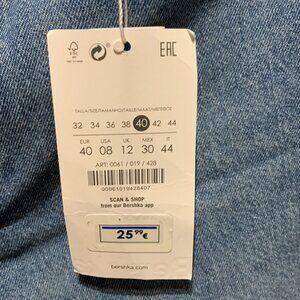 FSC
EAC
TALLA/SIZE/TAMANHO/TAILLE/MAAT/
32 34 36 38 40 42 44
EUR USA UK MEX IT
40 08 12 30 44
ART: 0061 / 019 / 428
00061019428407
SCAN & SHOP
from our Bershka app
25 99€
bershka.com